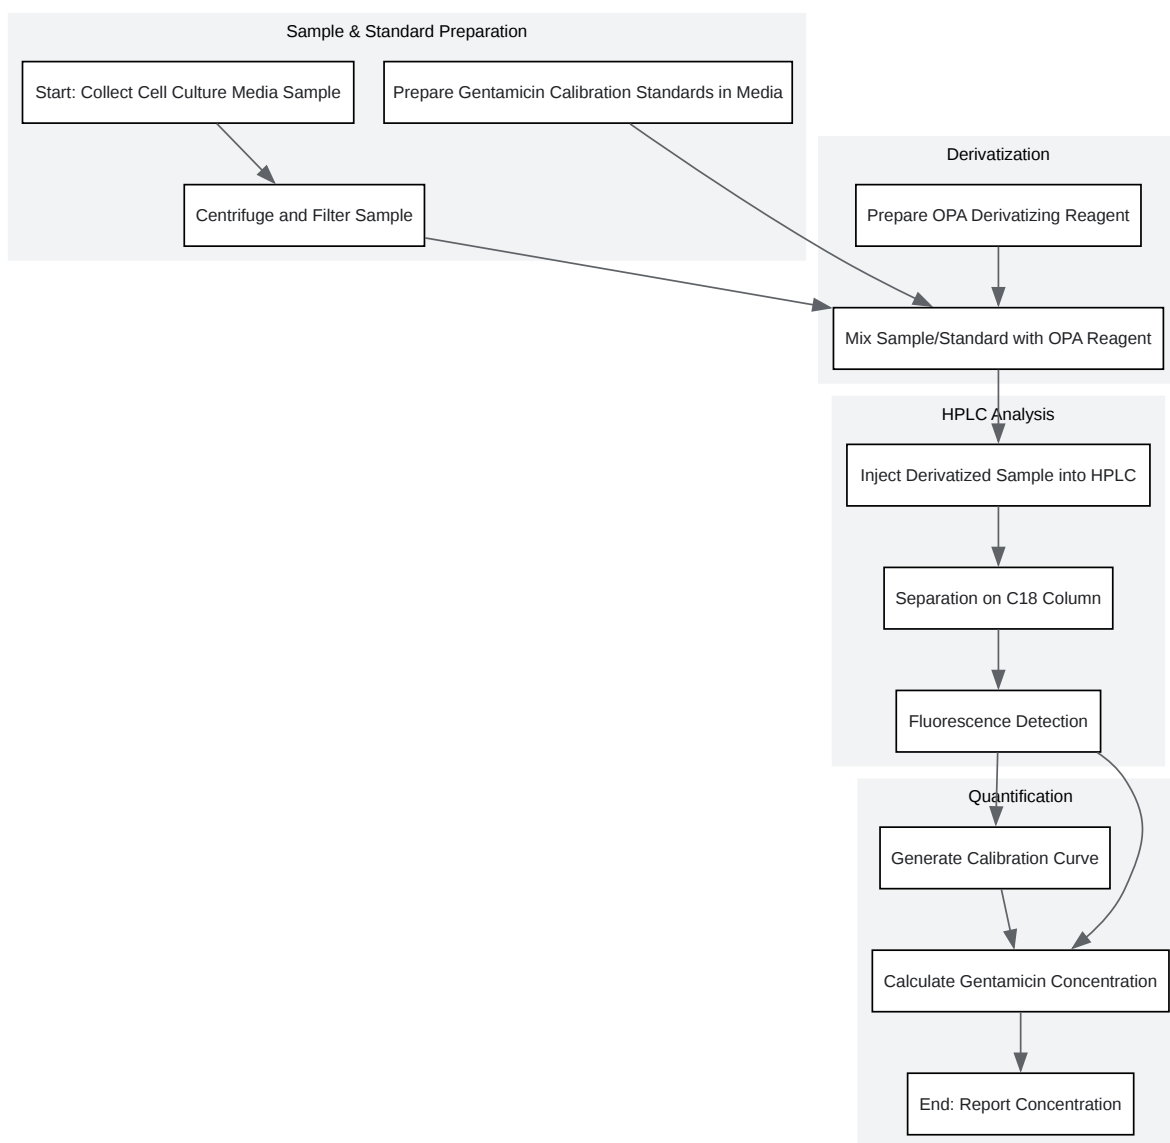 Sample & Standard Preparation
Start: Collect Cell Culture Media Sample
Prepare Gentamicin Calibration Standards in Media
Centrifuge and Filter Sample
Derivatization
Prepare OPA Derivatizing Reagent
Mix Sample/Standard with OPA Reagent
HPLC Analysis
Inject Derivatized Sample into HPLC
Separation on C18 Column
Fluorescence Detection
Quantification
Generate Calibration Curve
Calculate Gentamicin Concentration
End: Report Concentration